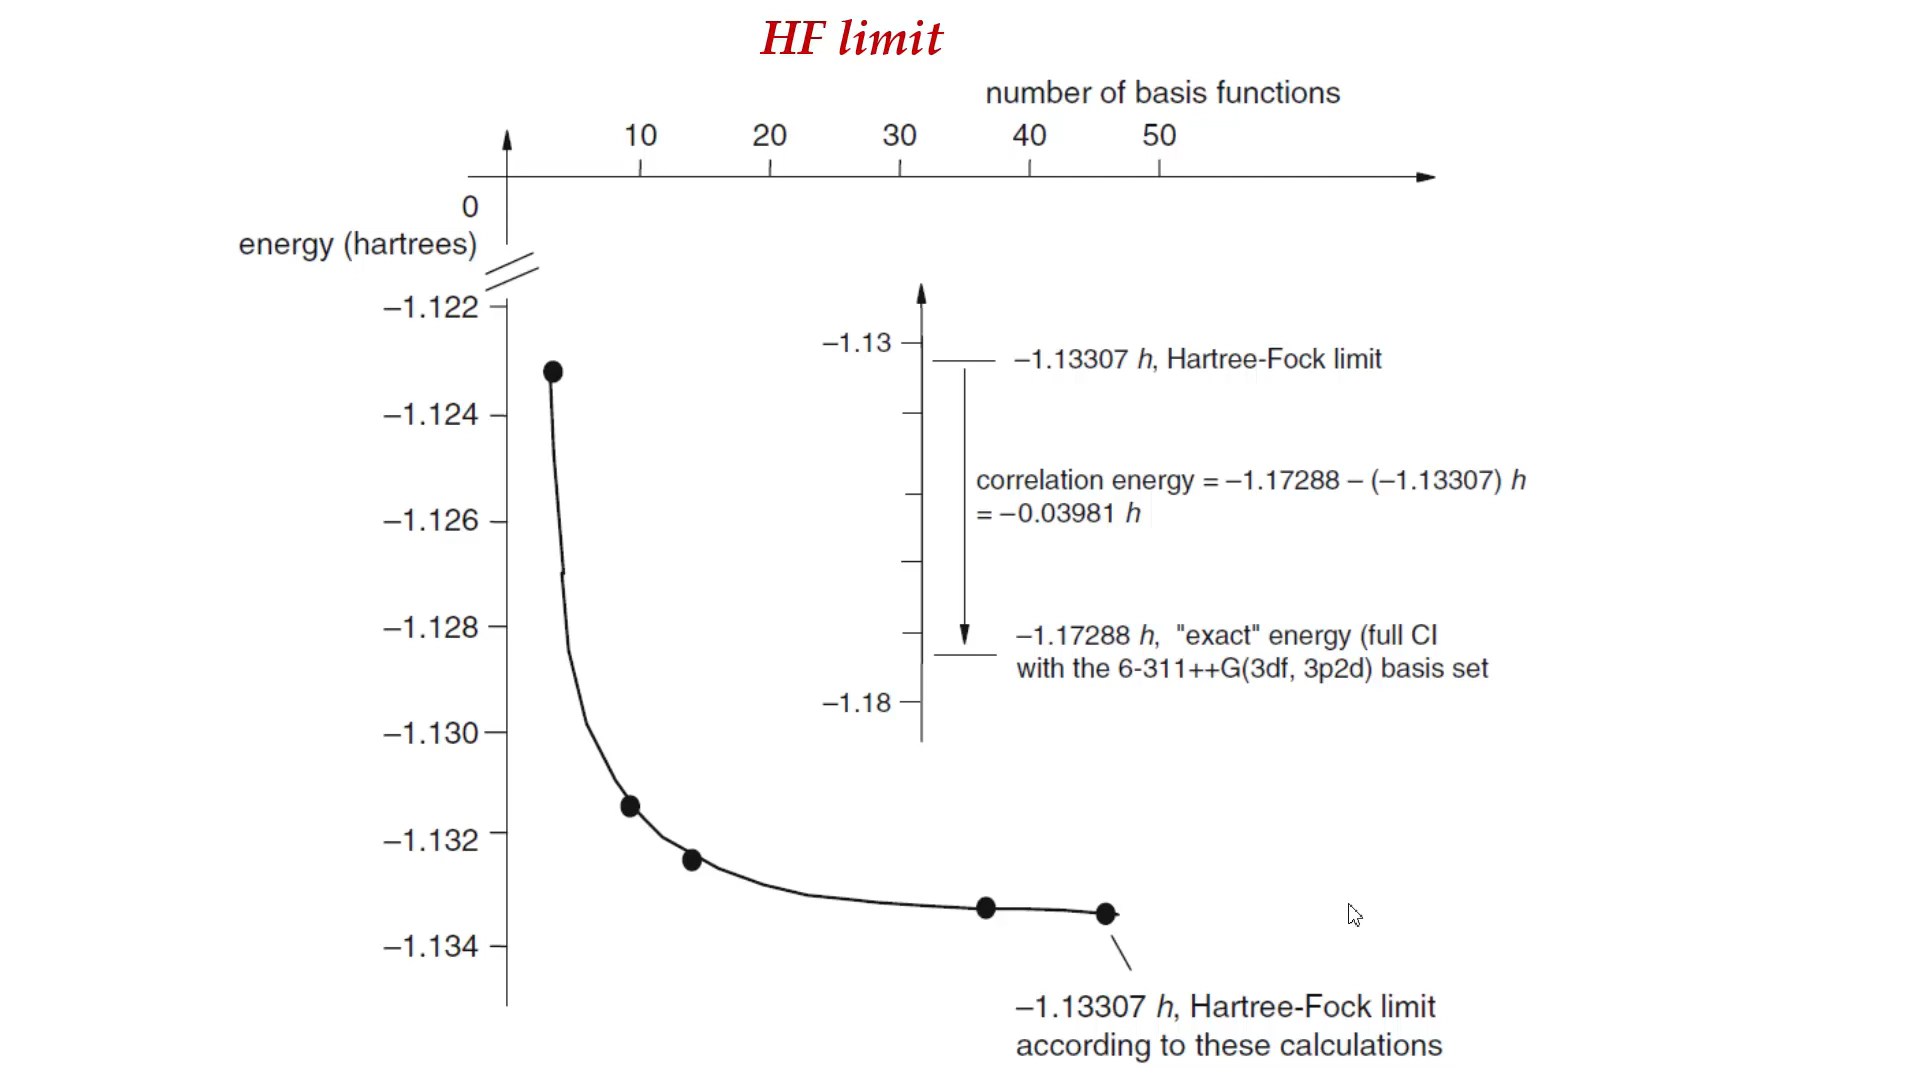 HF limit
number of basis functions
10 20 30 40 50
0
energy (hartrees)
–1.122
–1.124
–1.126
–1.128
–1.130
–1.132
–1.134
–1.13
–1.13307 h, Hartree-Fock limit
correlation energy = –1.17288 – (–1.13307) h
= –0.03981 h
–1.17288 h, "exact" energy (full CI
with the 6-311++G(3df, 3p2d) basis set
–1.18
–1.13307 h, Hartree-Fock limit
according to these calculations